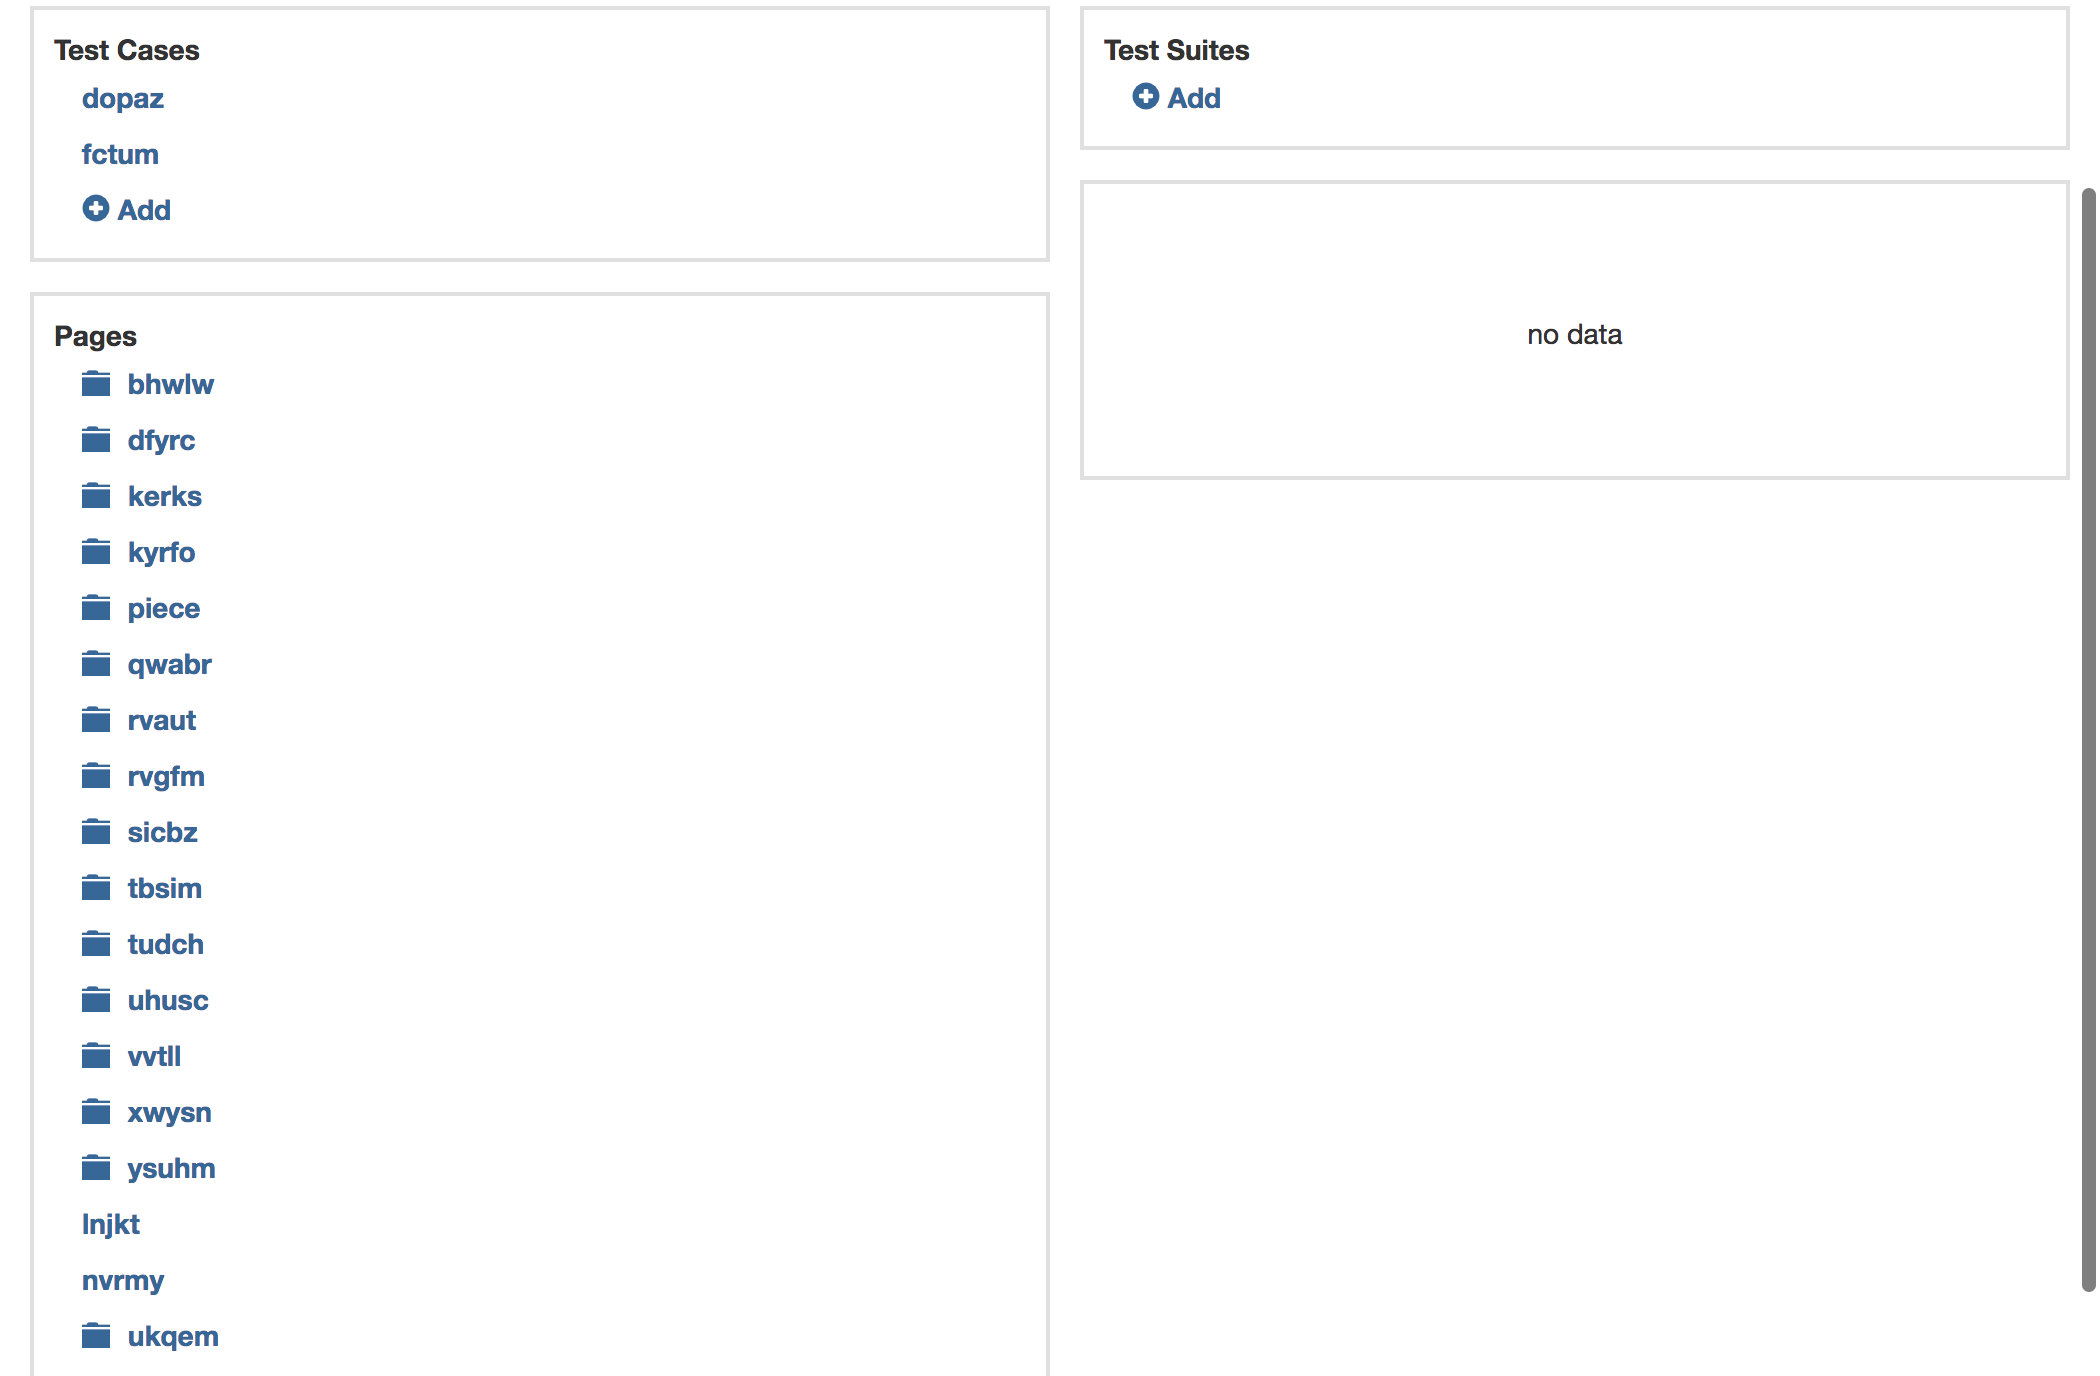 Test Cases
dopaz
fctum
Add
Pages
bhwlw
dfyrc
kerks
kyrfo
piece
qwabr
rvaut
rvgfm
sicbz
tbsim
tudch
uhusc
vvtll
xwysn
ysuhm
lnjkt
nvrmy
ukqem
Test Suites
Add
no data